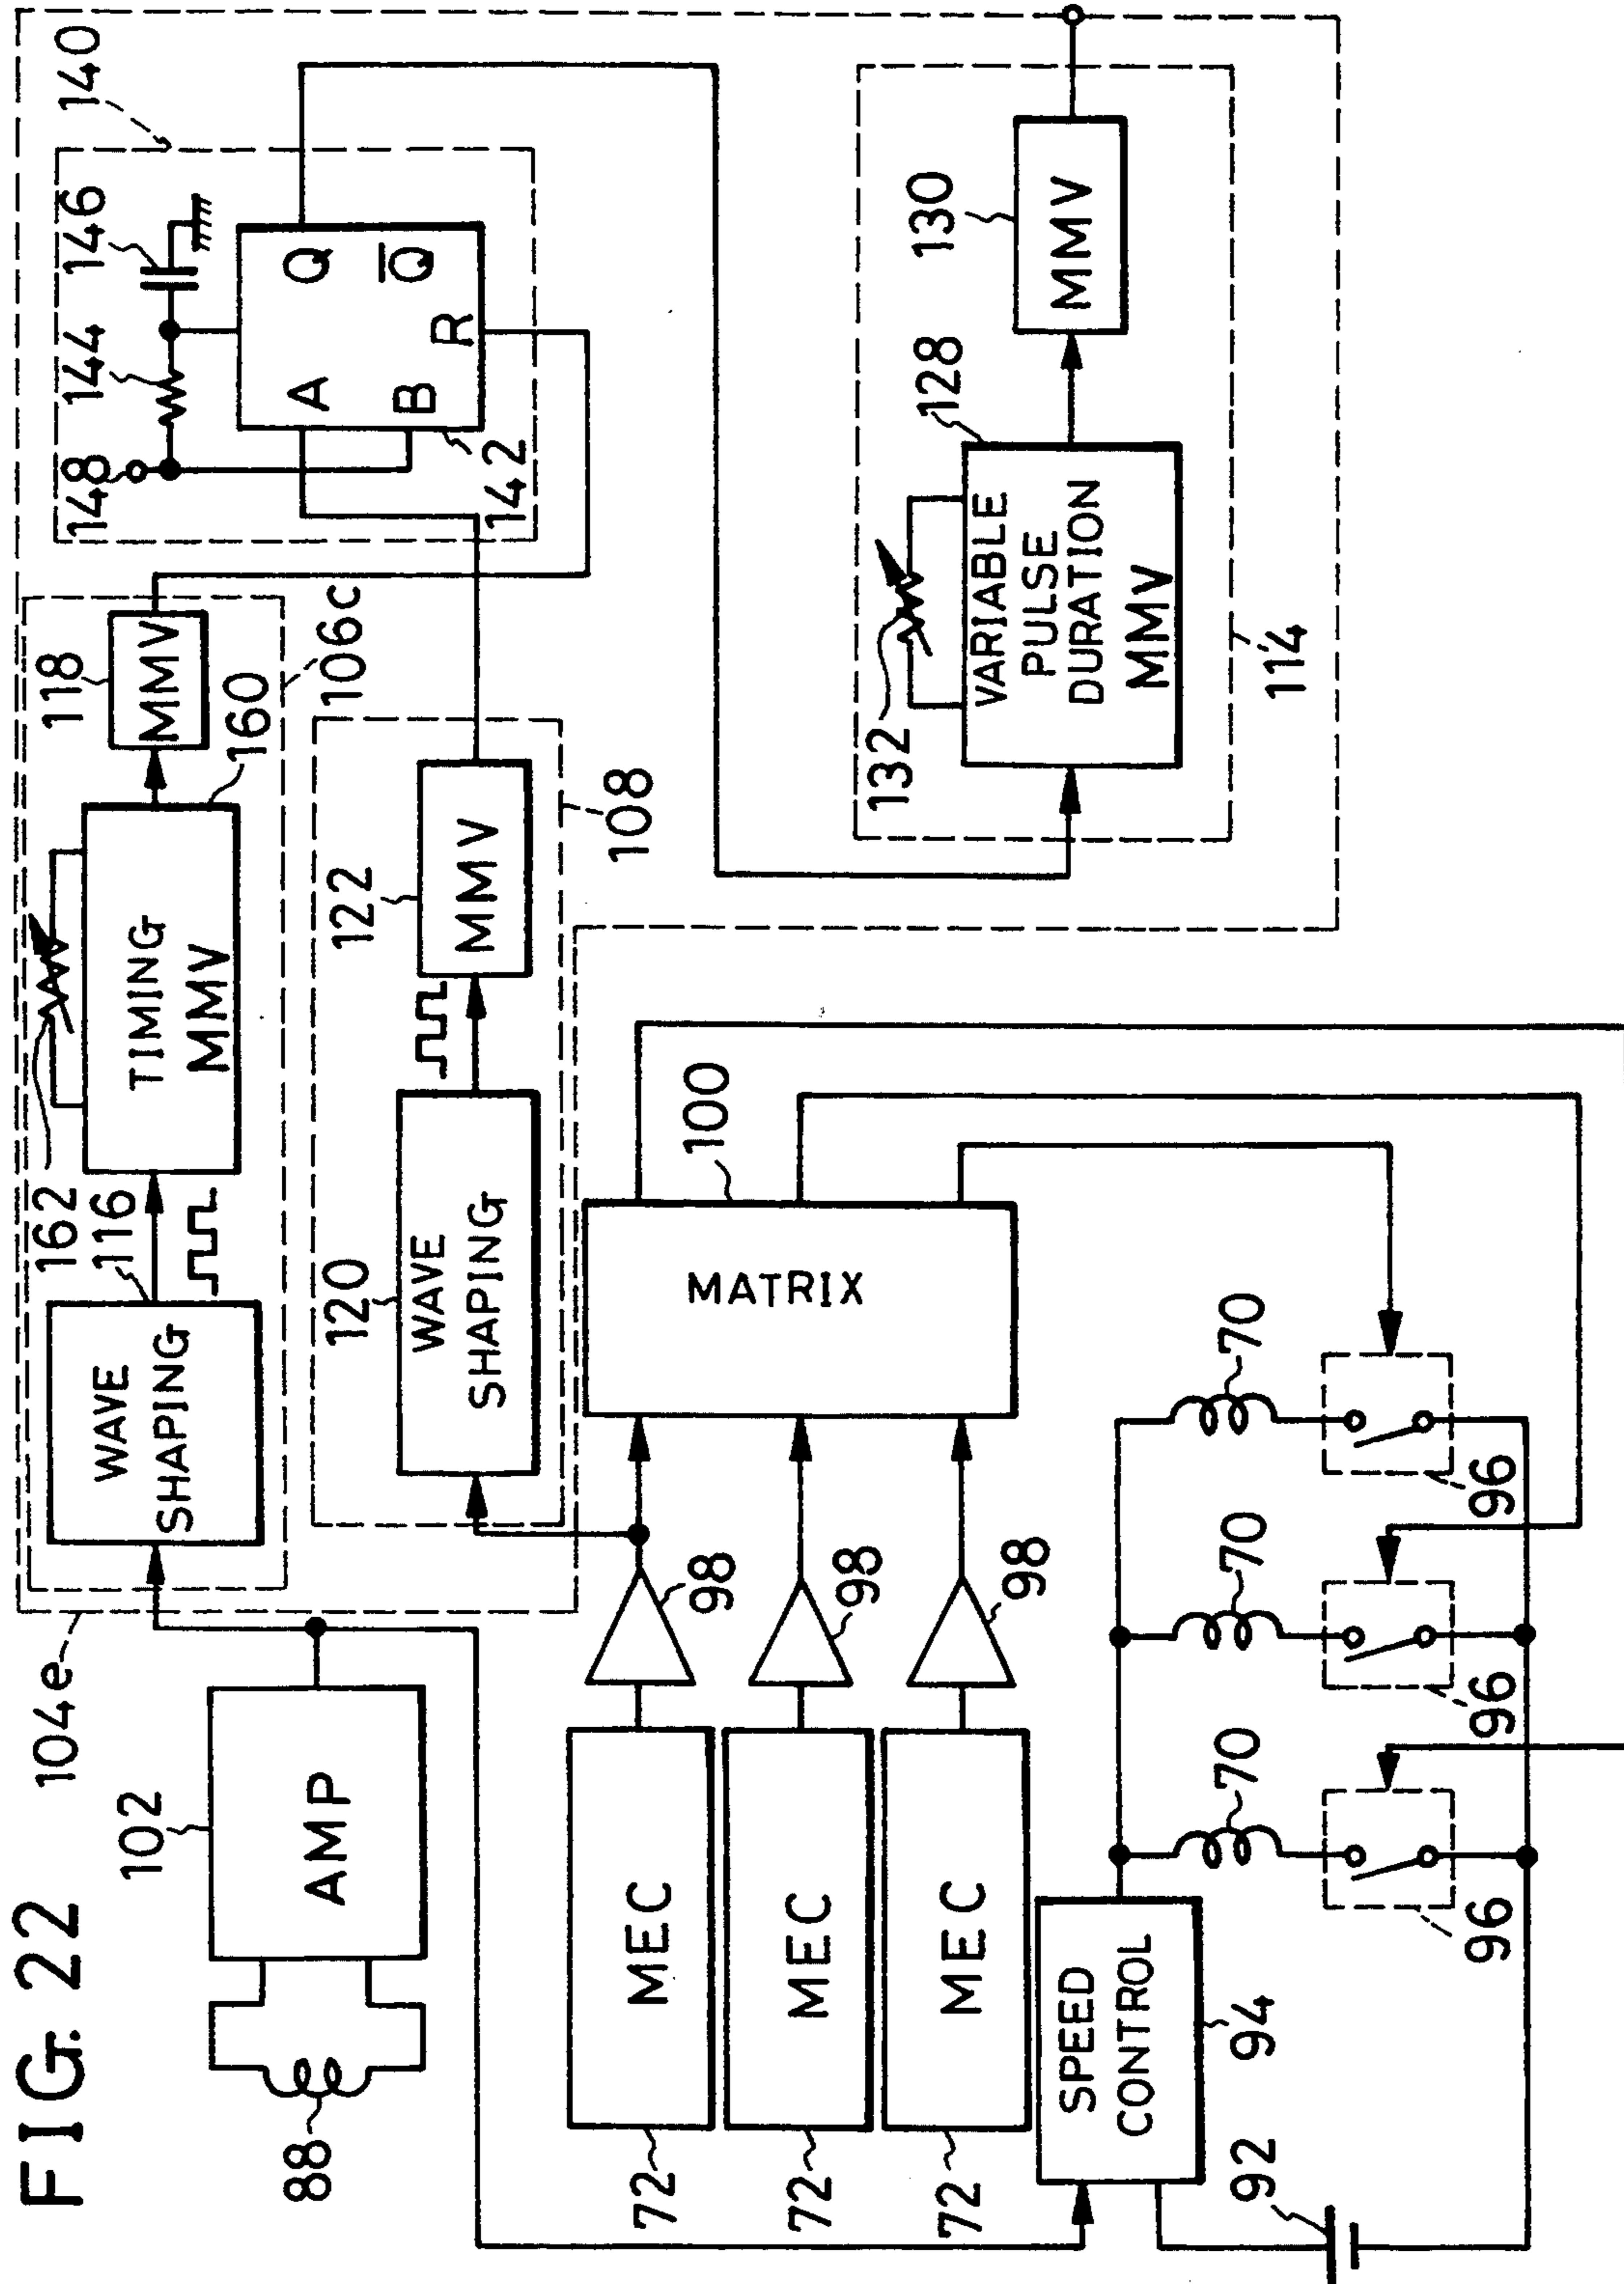 FIG. 22
102
104e
88
AMP
162
116
WAVE
SHAPING
TIMING
MMV
118
MMV
160
106c
120
WAVE
SHAPING
122
MMV
108
148
144
146
140
A
B
Q
Q̅
R
142
72
MEC
98
72
MEC
98
72
MEC
98
100
MATRIX
132
128
130
VARIABLE
PULSE
DURATION
MMV
MMV
114
92
SPEED
CONTROL
94
70
70
70
96
96
96